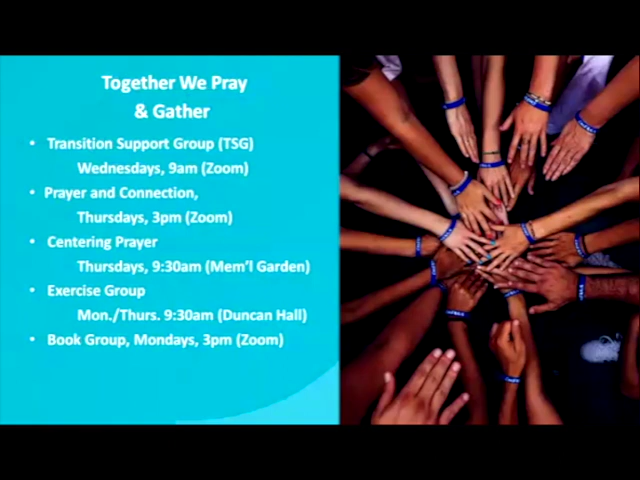 Together We Pray
& Gather
• Transition Support Group (TSG)
Wednesdays, 9am (Zoom)
• Prayer and Connection,
Thursdays, 3pm (Zoom)
• Centering Prayer
Thursdays, 9:30am (Mem'l Garden)
• Exercise Group
Mon./Thurs. 9:30am (Duncan Hall)
• Book Group, Mondays, 3pm (Zoom)